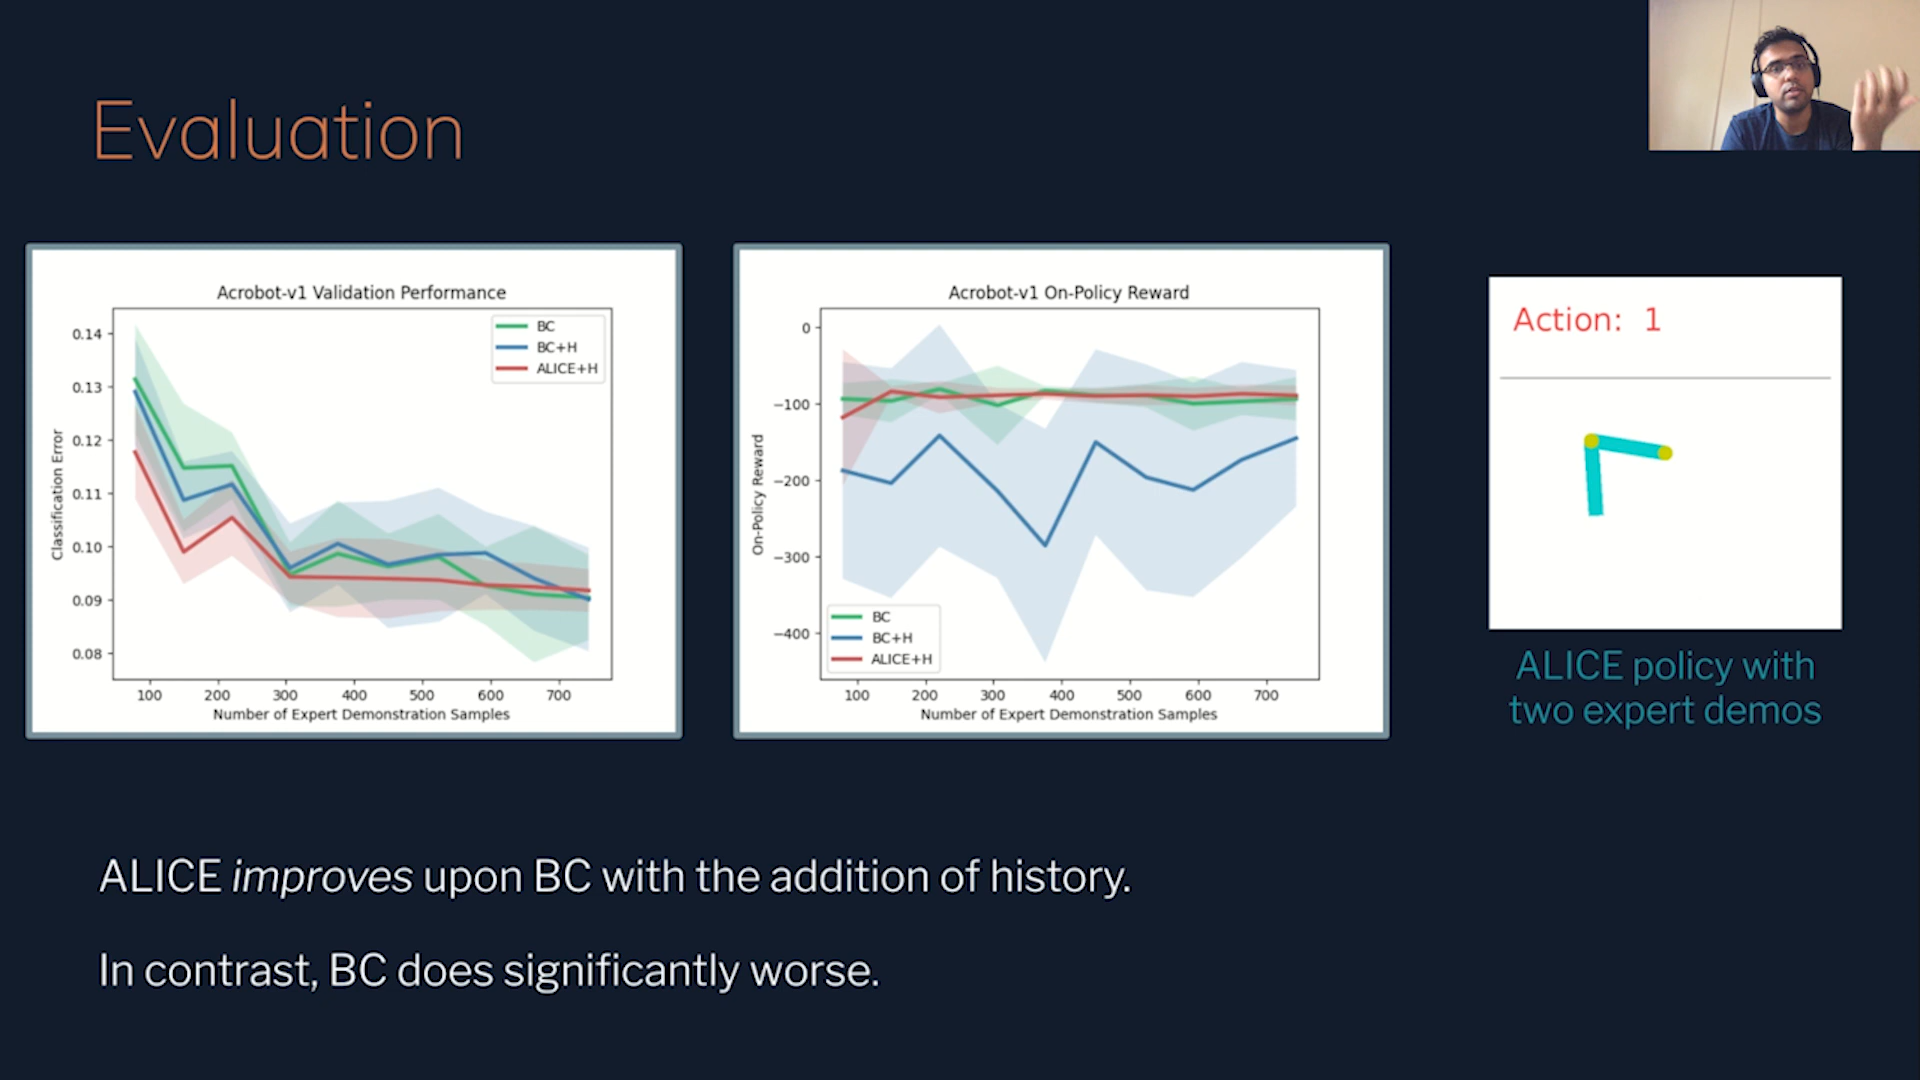 Evaluation
Acrobot-v1 Validation Performance
BC
BC+H
ALICE+H
Classification Error
0.14
0.13
0.12
0.11
0.10
0.09
0.08
100 200 300 400 500 600 700
Number of Expert Demonstration Samples
Acrobot-v1 On-Policy Reward
On-Policy Reward
0
−100
−200
−300
−400
BC
BC+H
ALICE+H
100 200 300 400 500 600 700
Number of Expert Demonstration Samples
Action: 1
ALICE policy with
two expert demos
ALICE improves upon BC with the addition of history.
In contrast, BC does significantly worse.